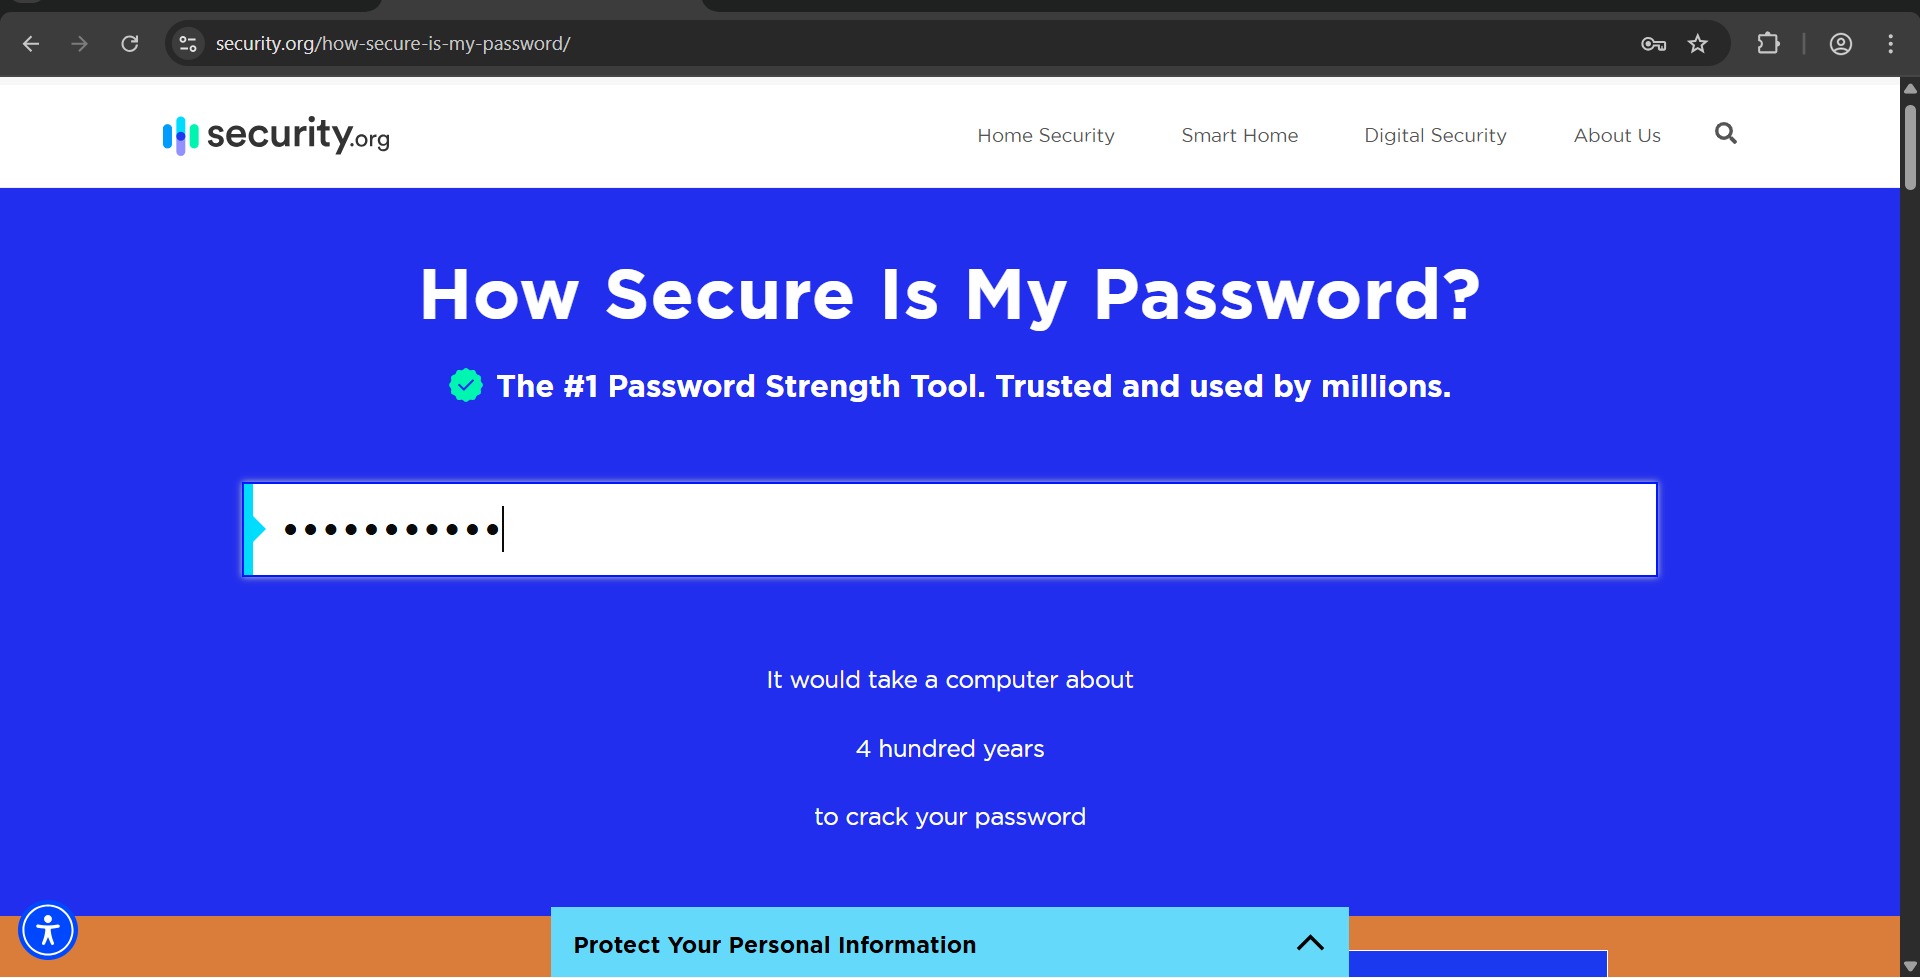 security.org/how-secure-is-my-password/
security.org
Home Security
Smart Home
Digital Security
About Us
How Secure Is My Password?
The #1 Password Strength Tool. Trusted and used by millions.
•••••••••••
It would take a computer about
4 hundred years
to crack your password
Protect Your Personal Information